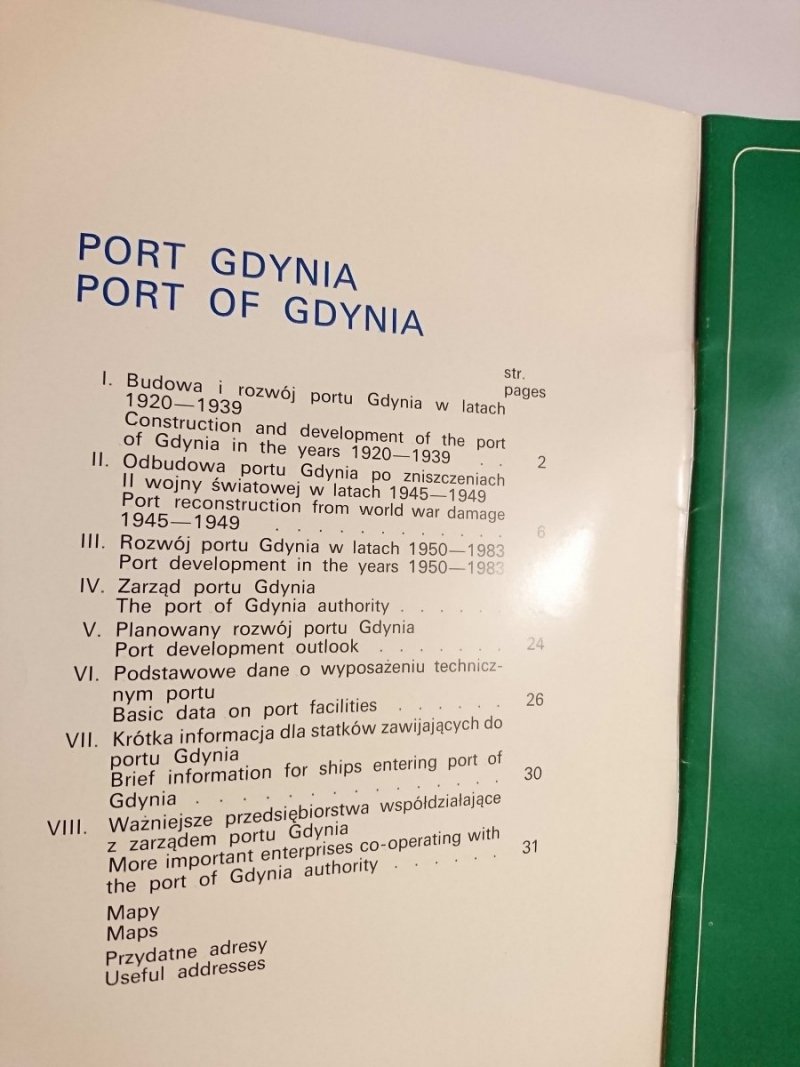 PORT GDYNIA
PORT OF GDYNIA
str.
pages
I. Budowa i rozwój portu Gdynia w latach
1920—1939
Construction and development of the port
of Gdynia in the years 1920—1939 . . 2
II. Odbudowa portu Gdynia po zniszczeniach
II wojny światowej w latach 1945—1949
Port reconstruction from world war damage
1945—1949 . . . . . . . . . . . 6
III. Rozwój portu Gdynia w latach 1950—1983
Port development in the years 1950—1983
IV. Zarząd portu Gdynia
The port of Gdynia authority . . . . . .
V. Planowany rozwój portu Gdynia
Port development outlook . . . . . . . 24
VI. Podstawowe dane o wyposażeniu technicz-
nym portu
Basic data on port facilities . . . . . . 26
VII. Krótka informacja dla statków zawijających do
portu Gdynia
Brief information for ships entering port of
Gdynia . . . . . . . . . . . . . 30
VIII. Ważniejsze przedsiębiorstwa współdziałające
z zarządem portu Gdynia
More important enterprises co-operating with
the port of Gdynia authority . . . . . . 31
Mapy
Maps
Przydatne adresy
Useful addresses